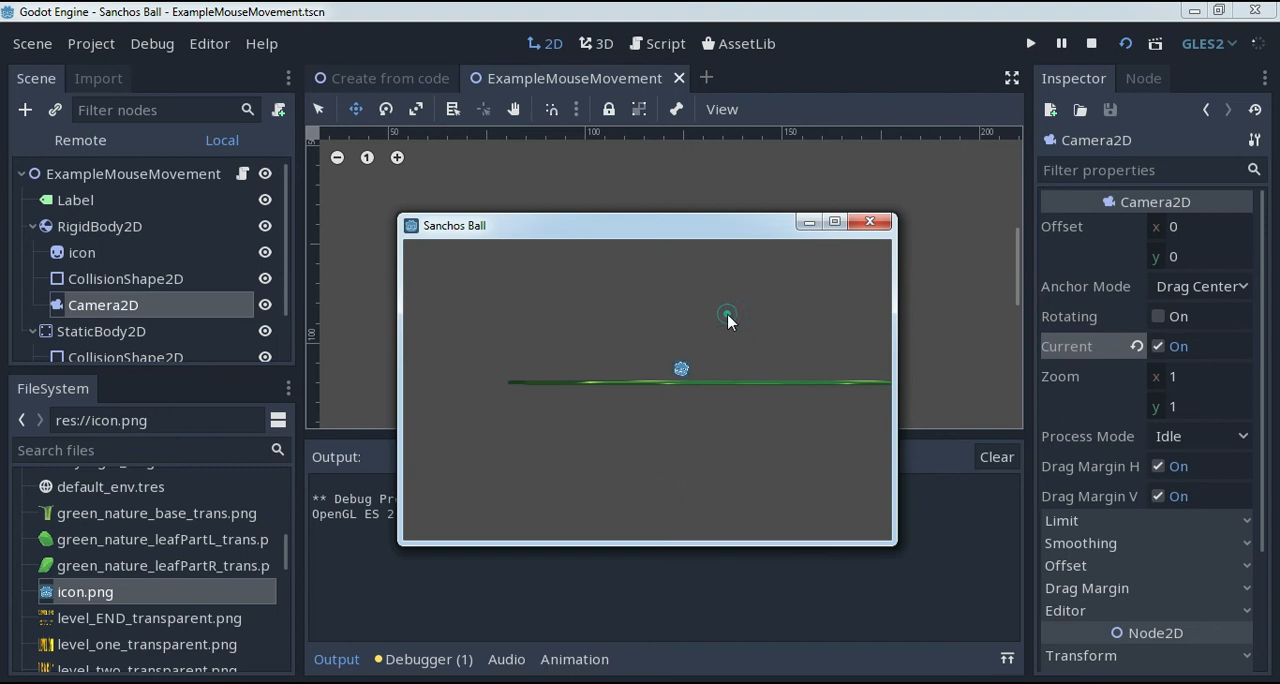 Godot Engine - Sanchos Ball - ExampleMouseMovement.tscn
Scene Project Debug Editor Help
2D 3D Script AssetLib
GLES2
Scene Import
Create from code ExampleMouseMovement
Inspector Node
Filter nodes
View
Remote Local
50 100 150 200
Camera2D
ExampleMouseMovement
Filter properties
Label
Camera2D
RigidBody2D
Sanchos Ball
Offset x 0
icon
y 0
CollisionShape2D
Anchor Mode Drag Center
Camera2D
Rotating On
StaticBody2D
Current On
CollisionShape2D
100
Zoom x 1
FileSystem
y 1
res://icon.png
Process Mode Idle
Search files
Output:
Clear
Drag Margin H On
default_env.tres
** Debug Pr
Drag Margin V On
green_nature_base_trans.png
OpenGL ES 2
Limit
green_nature_leafPartL_trans.p
Smoothing
green_nature_leafPartR_trans.p
Offset
icon.png
Drag Margin
level_END_transparent.png
Editor
Node2D
level_one_transparent.png
Output Debugger (1) Audio Animation
Transform
level_two_transparent.png